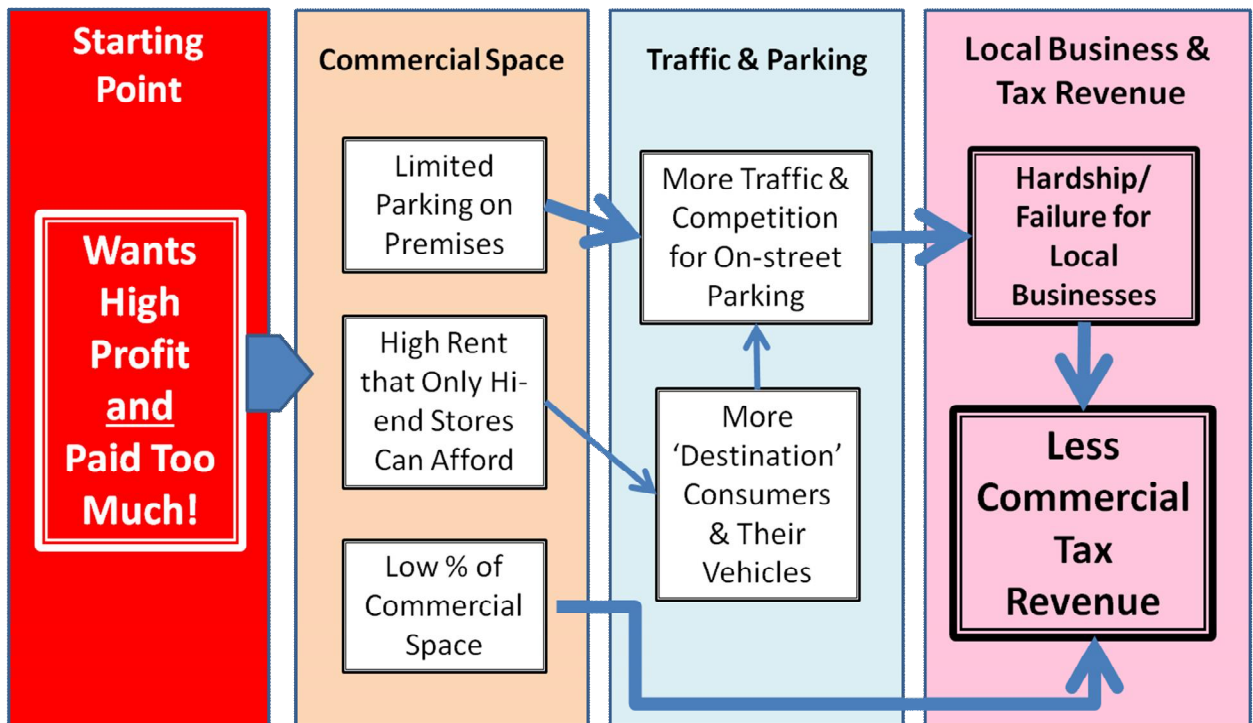 Starting
Point
Wants
High
Profit
and
Paid Too
Much!
Commercial Space
Limited
Parking on
Premises
High Rent
that Only Hi-
end Stores
Can Afford
Low % of
Commercial
Space
Traffic & Parking
More Traffic &
Competition
for On-street
Parking
More
‘Destination’
Consumers
& Their
Vehicles
Local Business &
Tax Revenue
Hardship/
Failure for
Local
Businesses
Less
Commercial
Tax
Revenue